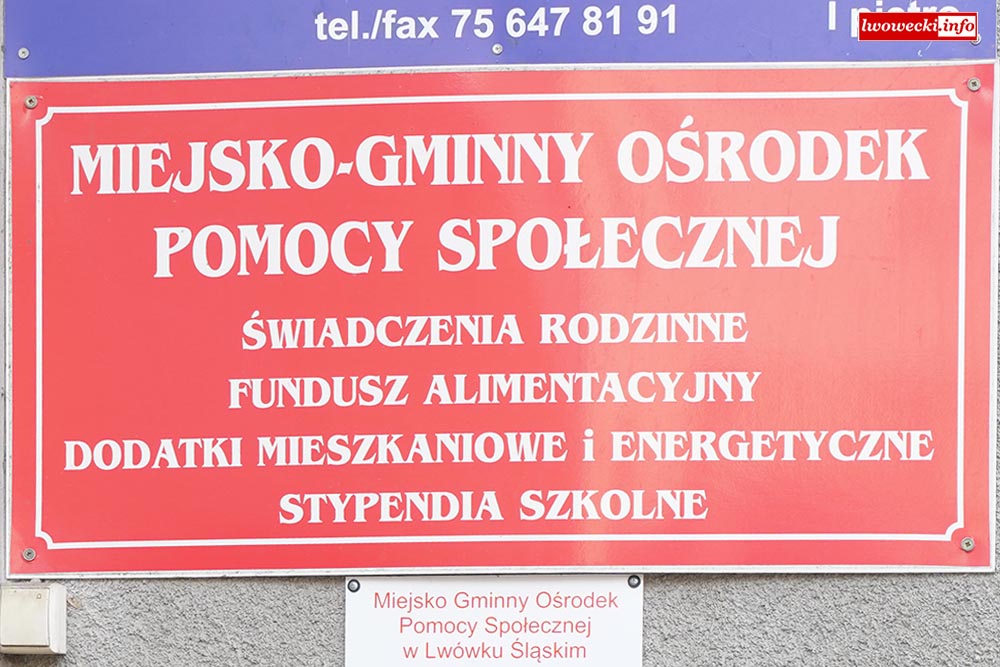 tel./fax 75 647 81 91
I piętro
lwowecki.info
MIEJSKO-GMINNY OŚRODEK
POMOCY SPOŁECZNEJ
ŚWIADCZENIA RODZINNE
FUNDUSZ ALIMENTACYJNY
DODATKI MIESZKANIOWE i ENERGETYCZNE
STYPENDIA SZKOLNE
Miejsko Gminny Ośrodek
Pomocy Społecznej
w Lwówku Śląskim